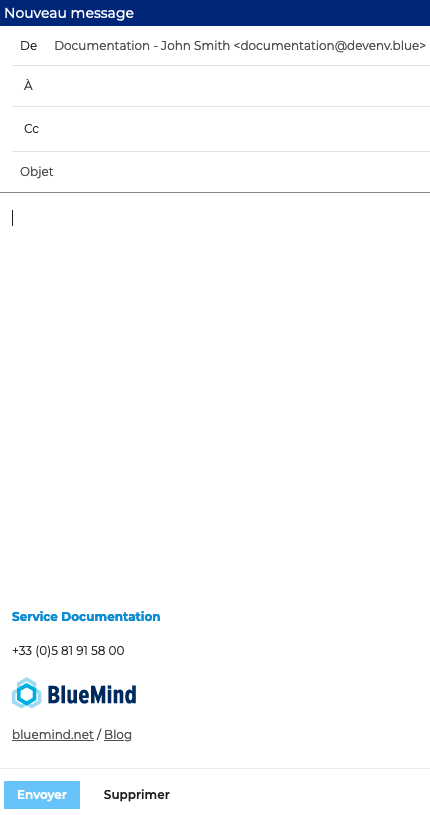 Nouveau message
De Documentation - John Smith <documentation@devenv.blue>
À
Cc
Objet
Service Documentation
+33 (0)5 81 91 58 00
BlueMind
bluemind.net / Blog
Envoyer Supprimer